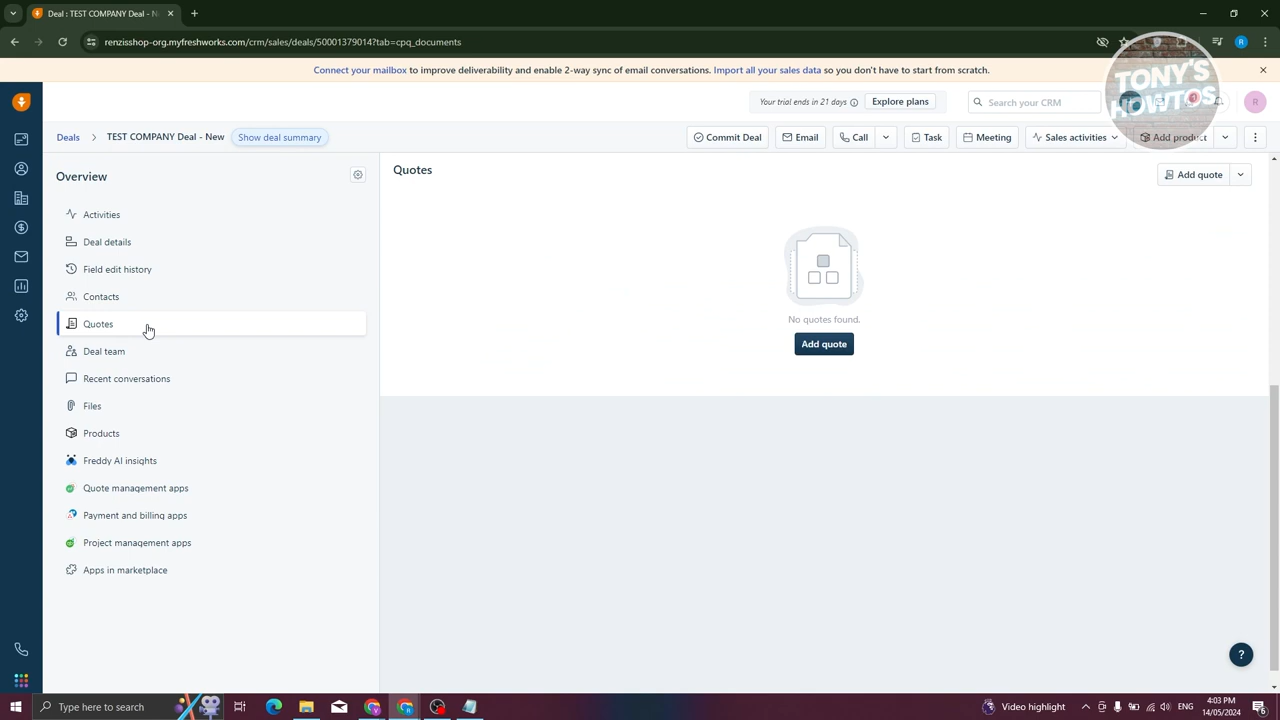 Deal : TEST COMPANY Deal - New
renzisshop-org.myfreshworks.com/crm/sales/deals/50001379014?tab=cpq_documents
R
Connect your mailbox to improve deliverability and enable 2-way sync of email conversations. Import all your sales data so you don't have to start from scratch.
TONY'S
HOWTOS
Your trial ends in 21 days
Explore plans
Search your CRM
R
Deals
TEST COMPANY Deal - New
Show deal summary
Commit Deal
Email
Call
Task
Meeting
Sales activities
Add product
Overview
Quotes
Add quote
Activities
Deal details
Field edit history
Contacts
Quotes
No quotes found.
Add quote
Deal team
Recent conversations
Files
Products
Freddy AI insights
Quote management apps
Payment and billing apps
Project management apps
Apps in marketplace
?
Type here to search
Video highlight
ENG
4:03 PM
14/05/2024
6